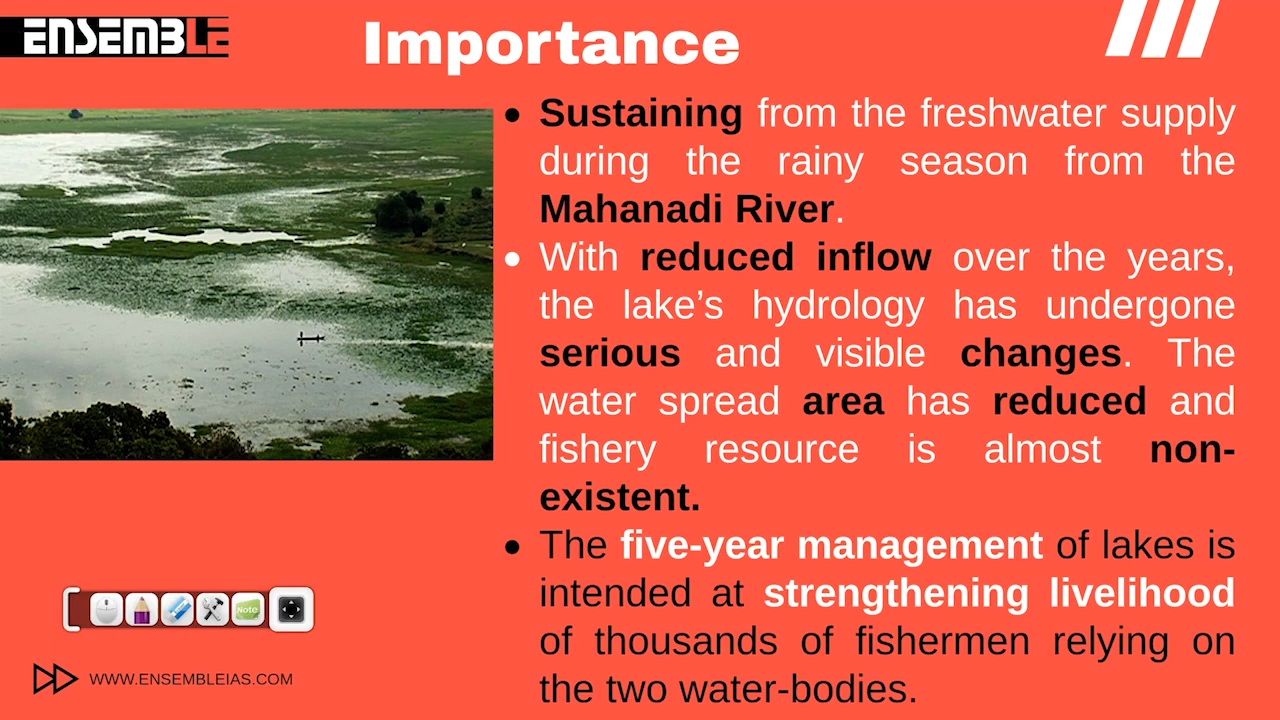 ENSEMBLE
Importance
• Sustaining from the freshwater supply
during the rainy season from the
Mahanadi River.
• With reduced inflow over the years,
the lake’s hydrology has undergone
serious and visible changes. The
water spread area has reduced and
fishery resource is almost non-
existent.
• The five-year management of lakes is
intended at strengthening livelihood
of thousands of fishermen relying on
the two water-bodies.
Note
WWW.ENSEMBLEIAS.COM